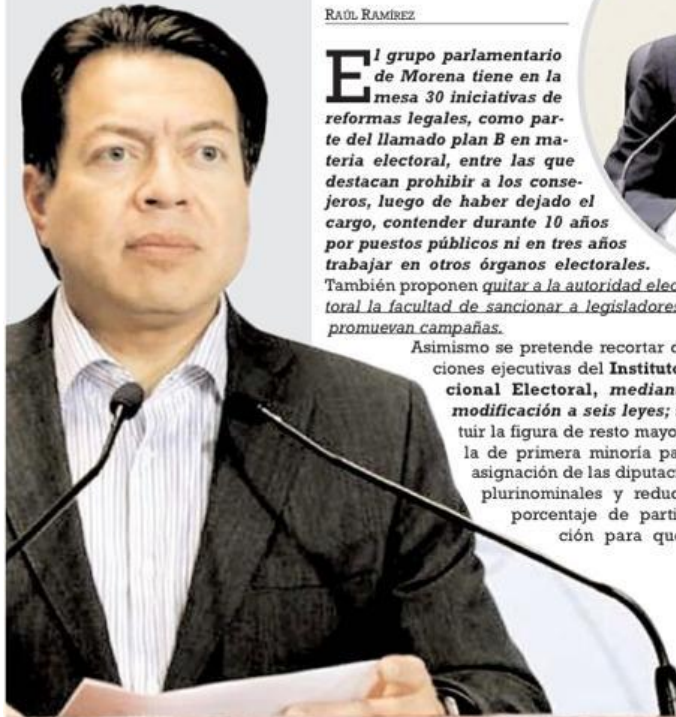 RAÚL RAMÍREZ
El grupo parlamentario
de Morena tiene en la
mesa 30 iniciativas de
reformas legales, como par-
te del llamado plan B en ma-
teria electoral, entre las que
destacan prohibir a los conse-
jeros, luego de haber dejado el
cargo, contender durante 10 años
por puestos públicos ni en tres años
trabajar en otros órganos electorales.
También proponen quitar a la autoridad elec
toral la facultad de sancionar a legisladores
promuevan campañas.
Asimismo se pretende recortar
ciones ejecutivas del Instituto
cional Electoral, median
modificación a seis leyes;
tuir la figura de resto mayo
la de primera minoría pa
asignación de las diputac
plurinominales y reduc
porcentaje de parti
ción para que